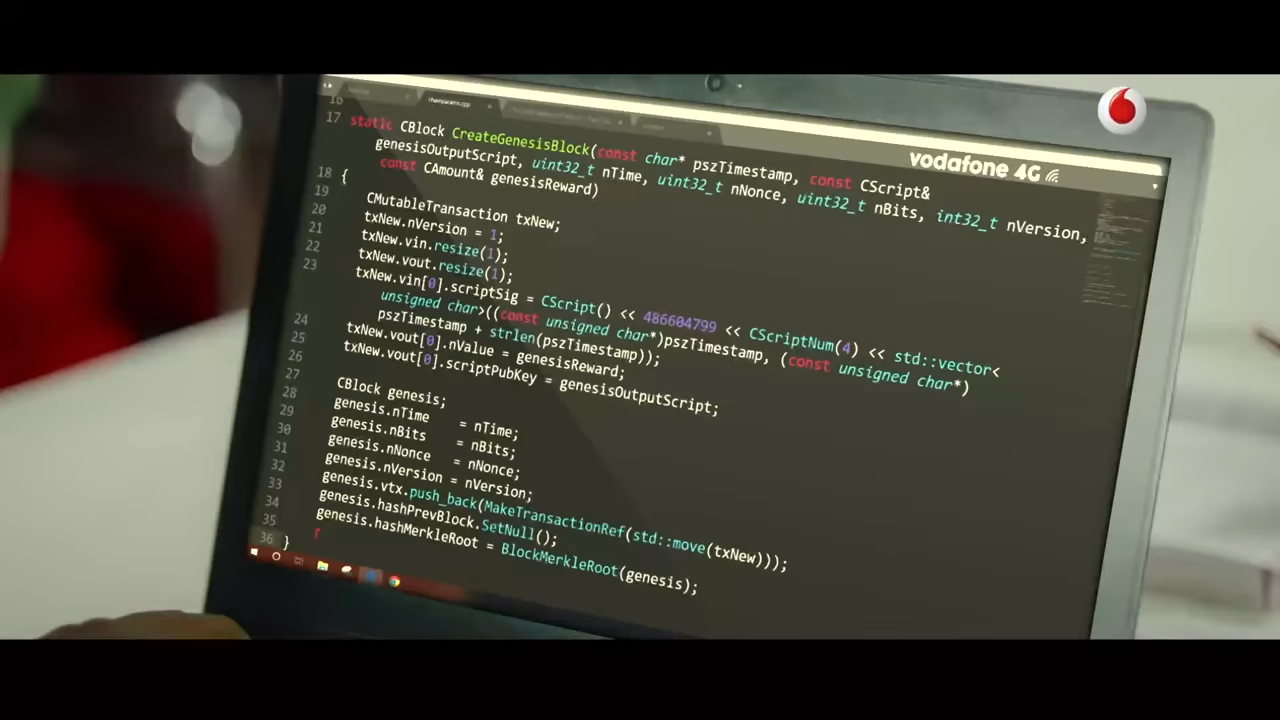 chainparams.cpp
vodafone 4G
16
17 static CBlock CreateGenesisBlock(const char* pszTimestamp, const CScript&
genesisOutputScript, uint32_t nTime, uint32_t nNonce, uint32_t nBits, int32_t nVersion,
const CAmount& genesisReward)
18 {
19 CMutableTransaction txNew;
20 txNew.nVersion = 1;
21 txNew.vin.resize(1);
22 txNew.vout.resize(1);
23 txNew.vin[0].scriptSig = CScript() << 486604799 << CScriptNum(4) << std::vector<
unsigned char>((const unsigned char*)pszTimestamp, (const unsigned char*)
pszTimestamp + strlen(pszTimestamp));
24 txNew.vout[0].nValue = genesisReward;
25 txNew.vout[0].scriptPubKey = genesisOutputScript;
26
27 CBlock genesis;
28 genesis.nTime = nTime;
29 genesis.nBits = nBits;
30 genesis.nNonce = nNonce;
31 genesis.nVersion = nVersion;
32 genesis.vtx.push_back(MakeTransactionRef(std::move(txNew)));
33 genesis.hashPrevBlock.SetNull();
34 genesis.hashMerkleRoot = BlockMerkleRoot(genesis);
35
36 }